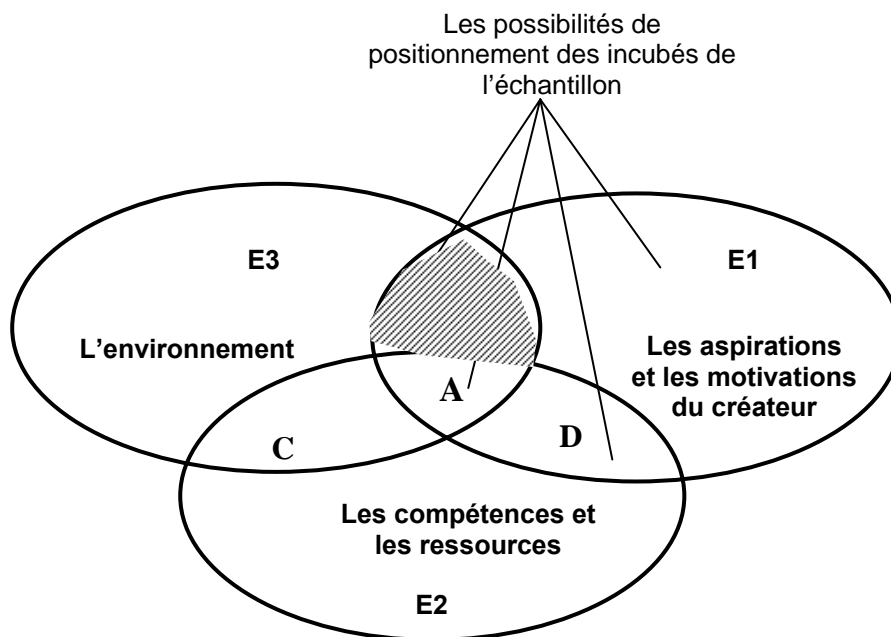 Les possibilités de
positionnement des incubés de
l'échantillon
E3
E1
L'environnement
Les aspirations
et les motivations
du créateur
A
C
D
Les compétences et
les ressources
E2